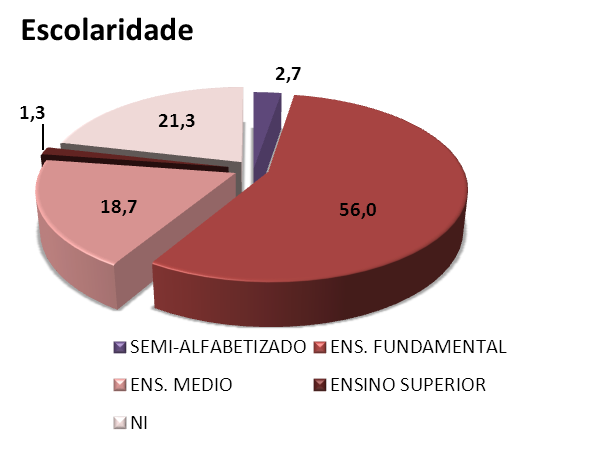 Escolaridade
2,7
1,3
21,3
18,7
56,0
SEMI-ALFABETIZADO ENS. FUNDAMENTAL
ENS. MEDIO ENSINO SUPERIOR
NI